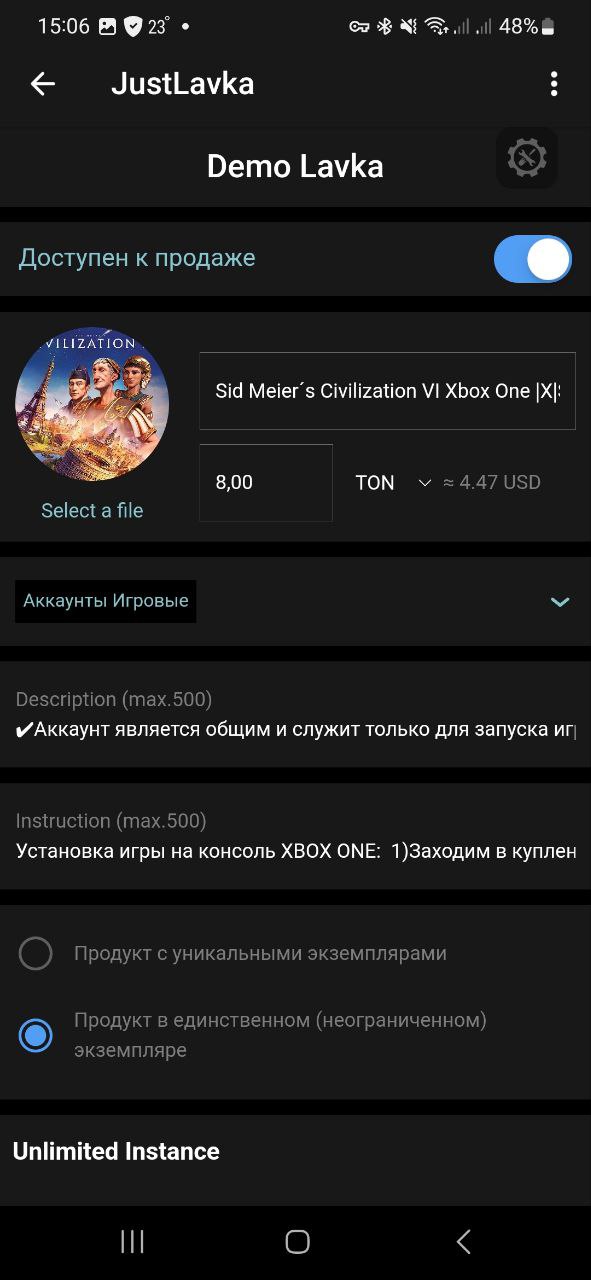 15:06 23° 48%
JustLavka
Demo Lavka
Доступен к продаже
VILIZATION
Sid Meier´s Civilization VI Xbox One |X|
8,00 TON ≈ 4.47 USD
Select a file
Аккаунты Игровые
Description (max.500)
✔Аккаунт является общим и служит только для запуска иг
Instruction (max.500)
Установка игры на консоль XBOX ONE: 1)Заходим в куплен
Продукт с уникальными экземплярами
Продукт в единственном (неограниченном)
экземпляре
Unlimited Instance